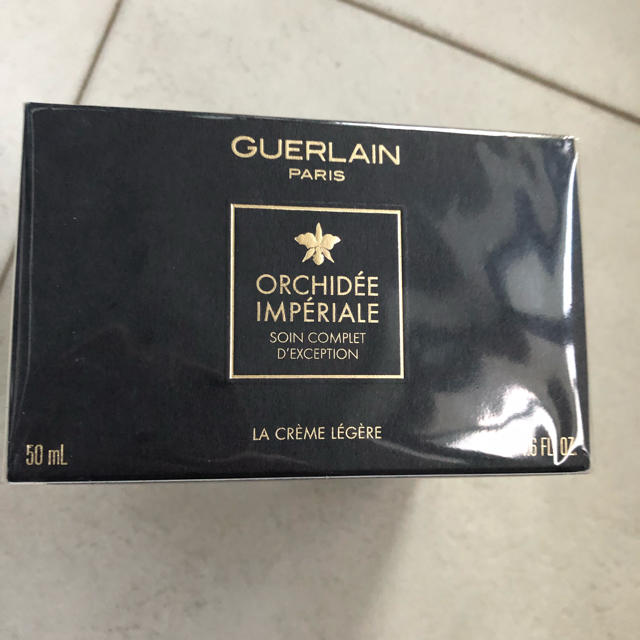 GUERLAIN
PARIS
ORCHIDÉE
IMPÉRIALE
SOIN COMPLET
D'EXCEPTION
LA CRÈME LÉGÈRE
50 mL
FL OZ